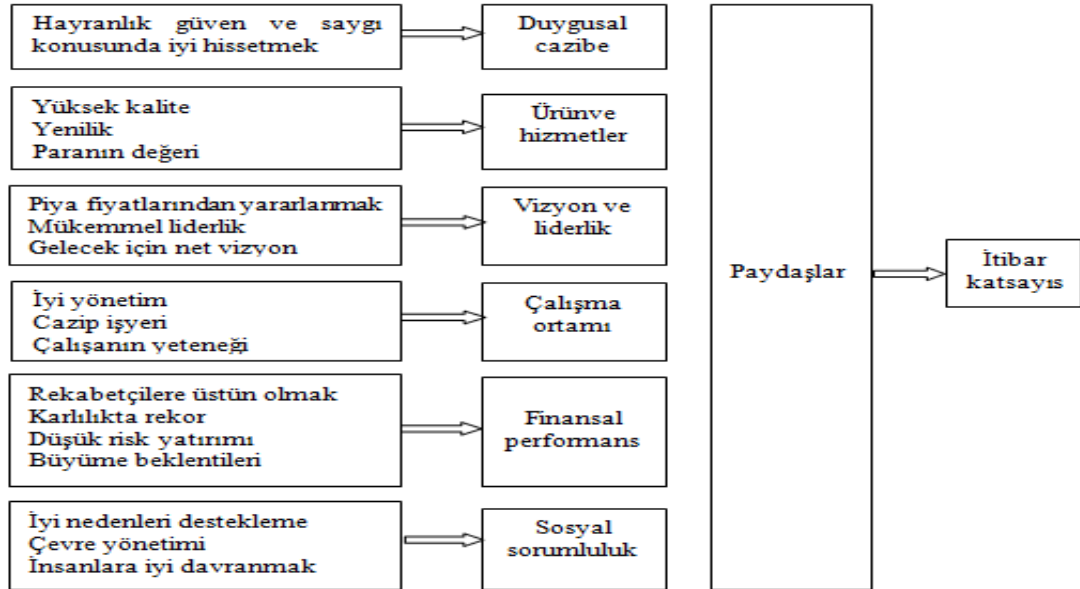 Hayranlık güven ve saygı
konusunda iyi hissetmek
Duygusal
cazibe
Yüksek kalite
Yenilik
Paranın değeri
Ürünve
hizmetler
Piya fiyatlarından yararlanmak
Mükemmel liderlik
Gelecek için net vizyon
Vizyon ve
liderlik
İyi yönetim
Cazip işyeri
Çalışanın yeteneği
Çalışma
ortamı
Rekabetçilere üstün olmak
Karlılıkta rekor
Düşük risk yatırımı
Büyüme beklentileri
Finansal
performans
İyi nedenleri destekleme
Çevre yönetimi
İnsanlara iyi davranmak
Sosyal
sorumluluk
Paydaşlar
İtibar
katsayıs